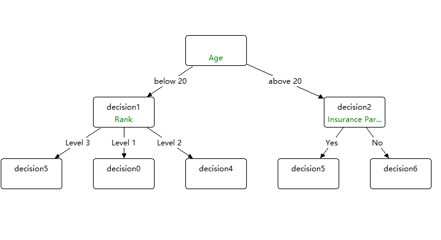 Age
below 20
above 20
decision1
Rank
decision2
Insurance Par...
Level 3
Level 1
Level 2
Yes
No
decision5
decision0
decision4
decision5
decision6